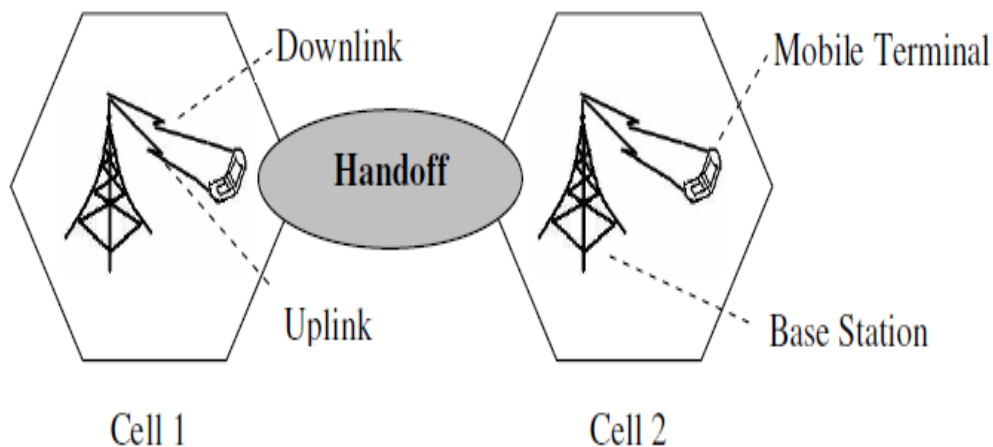 Downlink
Mobile Terminal
Handoff
Uplink
Base Station
Cell 1
Cell 2